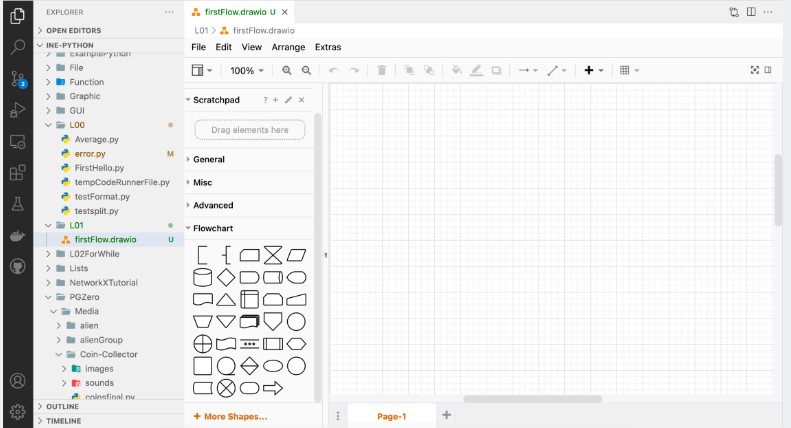 EXPLORER
OPEN EDITORS
INE-PYTHON
ExamplePython
File
Function
Graphic
GUI
L00
Average.py
error.py M
FirstHello.py
tempCodeRunnerFile.py
testFormat.py
testsplit.py
L01
firstFlow.drawio U
L02ForWhile
Lists
NetworkXTutorial
PGZero
Media
alien
alienGroup
Coin-Collector
images
sounds
coinsfinal.py
OUTLINE
TIMELINE
2
firstFlow.drawio U
L01 > firstFlow.drawio
File Edit View Arrange Extras
100%
Scratchpad
Drag elements here
General
Misc
Advanced
Flowchart
+ More Shapes...
Page-1